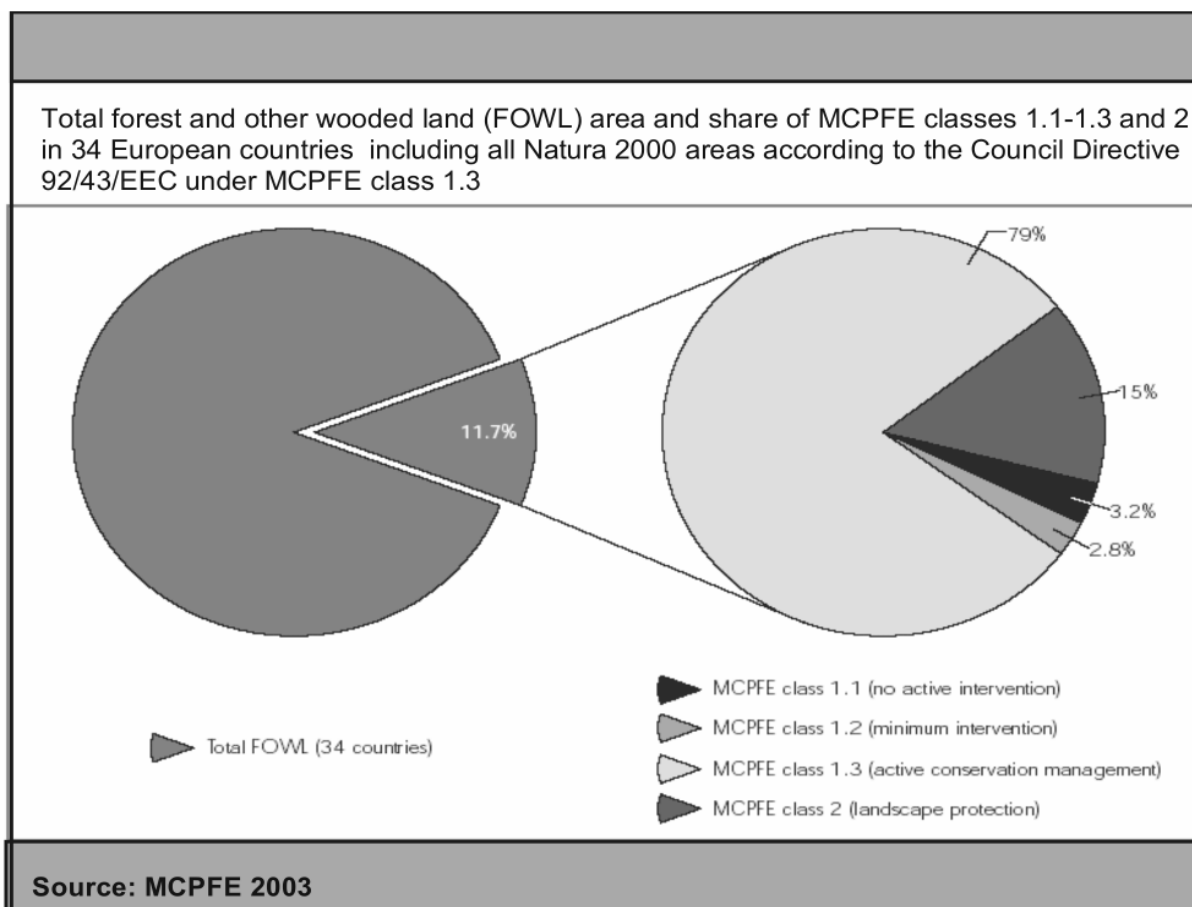 Total forest and other wooded land (FOWL) area and share of MCPFE classes 1.1-1.3 and 2
in 34 European countries including all Natura 2000 areas according to the Council Directive
92/43/EEC under MCPFE class 1.3
79%
11.7%
15%
3.2%
2.8%
Total FOWL (34 countries)
MCPFE class 1.1 (no active intervention)
MCPFE class 1.2 (minimum intervention)
MCPFE class 1.3 (active conservation management)
MCPFE class 2 (landscape protection)
Source: MCPFE 2003